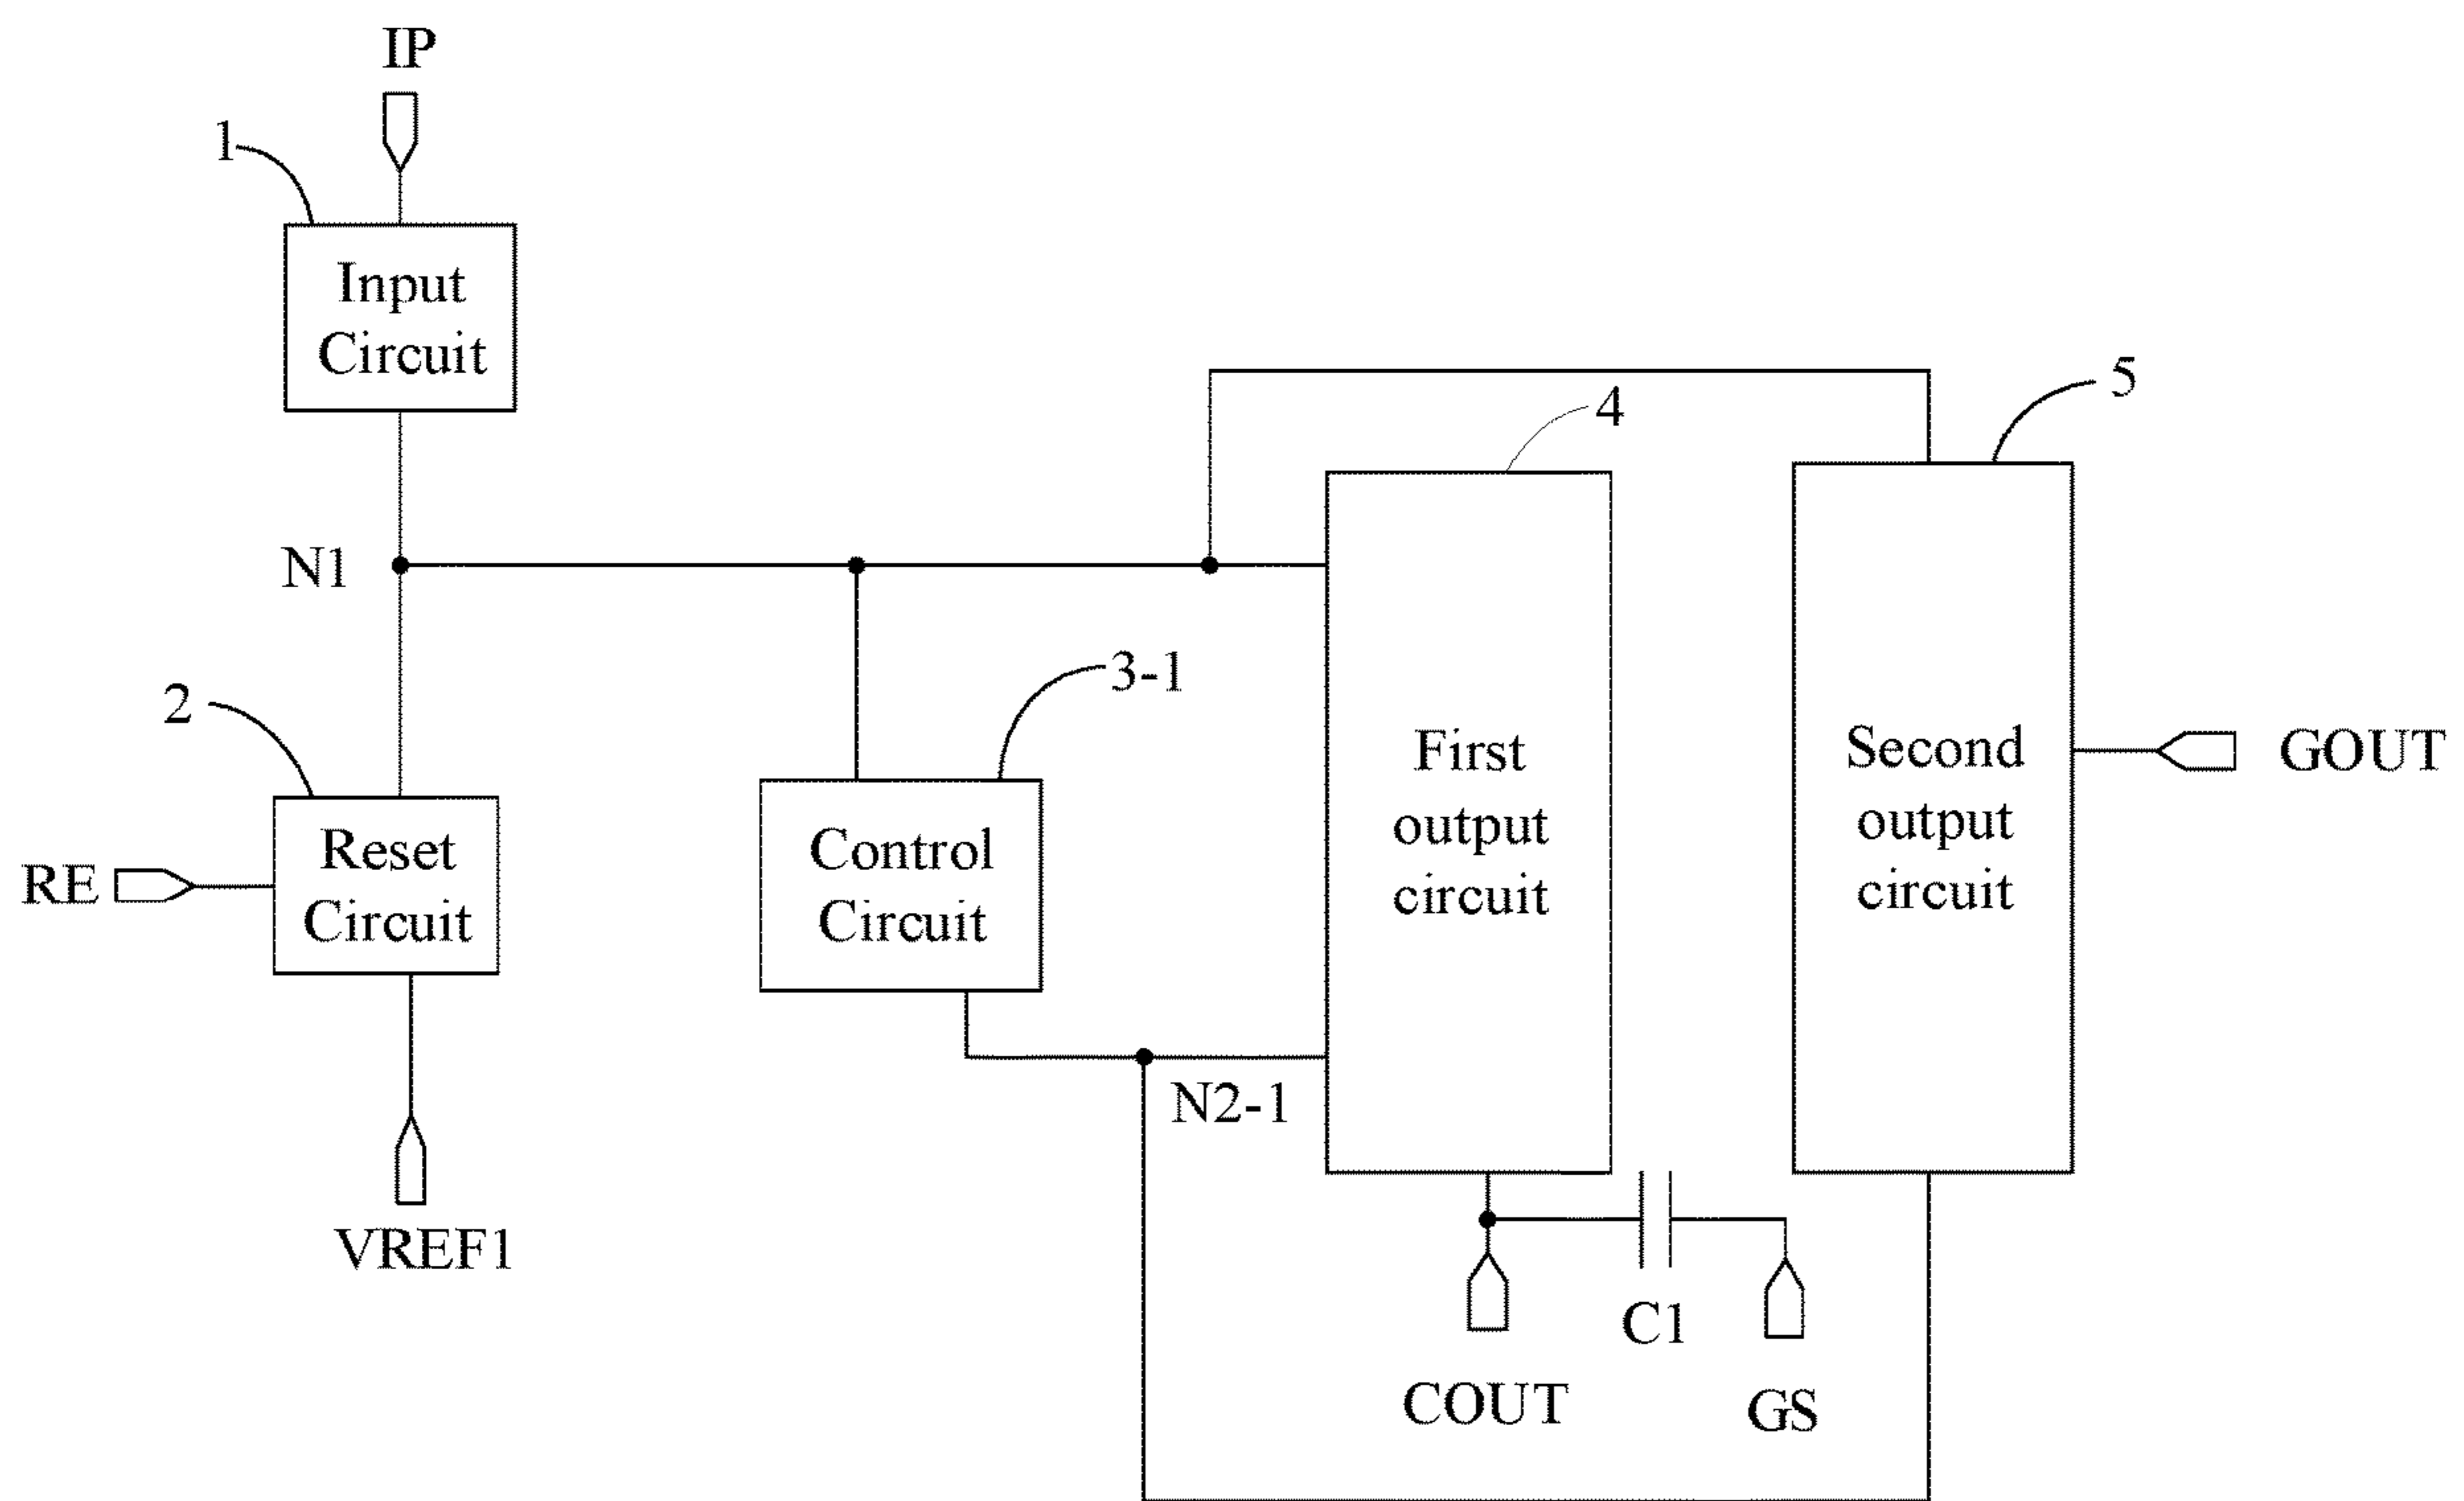 IP
1
Input
Circuit
5
4
N1
3-1
2
First
output
circuit
Second
output
circuit
GOUT
Reset
Circuit
RE
Control
Circuit
N2-1
VREF1
C1
COUT
GS